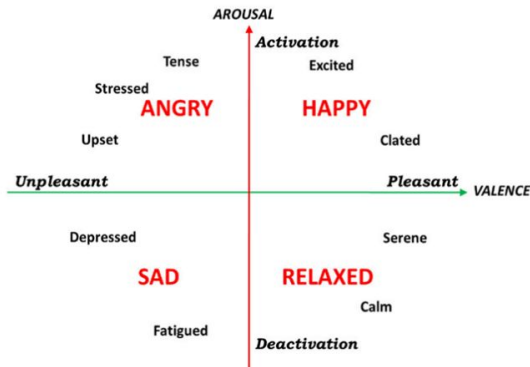 AROUSAL
Activation
Tense
Excited
Stressed
ANGRY
HAPPY
Upset
Clated
Unpleasant
Pleasant
VALENCE
Depressed
Serene
SAD
RELAXED
Calm
Fatigued
Deactivation